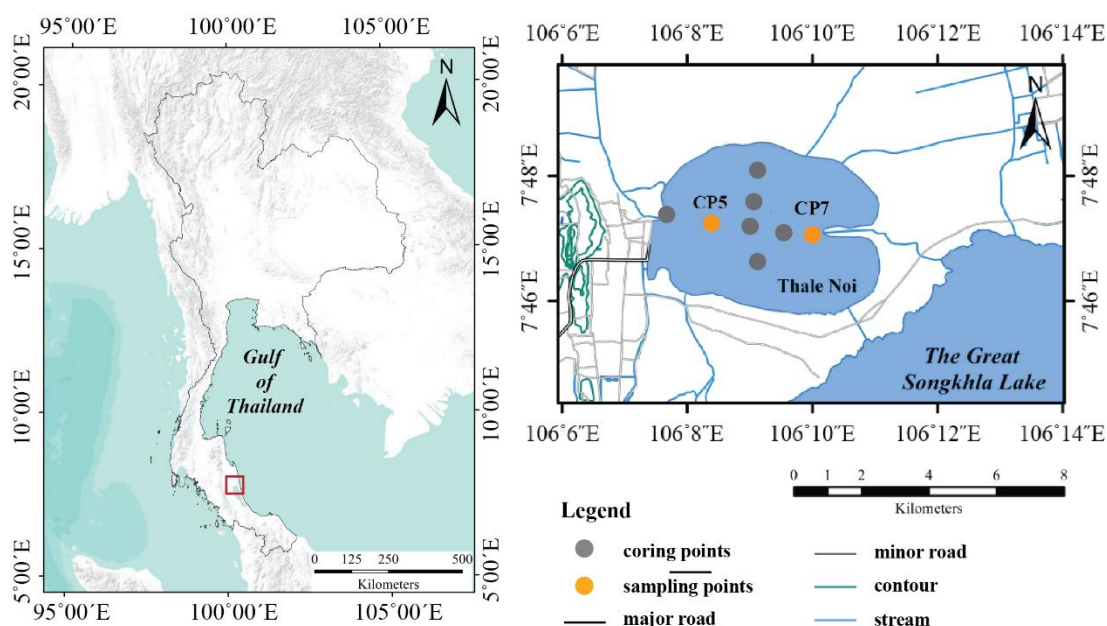 95°00´E 100°00´E 105°00´E
N
20°00´E
15°00´E
10°00´E
5°00´E
20°00´E
15°00´E
10°00´E
5°00´E
Gulf
of
Thailand
0 125 250 500
Kilometers
95°00´E 100°00´E 105°00´E
106°6″E 106°8″E 106°10″E 106°12″E 106°14″E
N
7°48″E
7°46″E
7°48″E
7°46″E
CP5
CP7
Thale Noi
The Great
Songkhla Lake
106°6″E 106°8″E 106°10″E 106°12″E 106°14″E
0 1 2 4 6 8
Kilometers
Legend
coring points
sampling points
major road
minor road
contour
stream